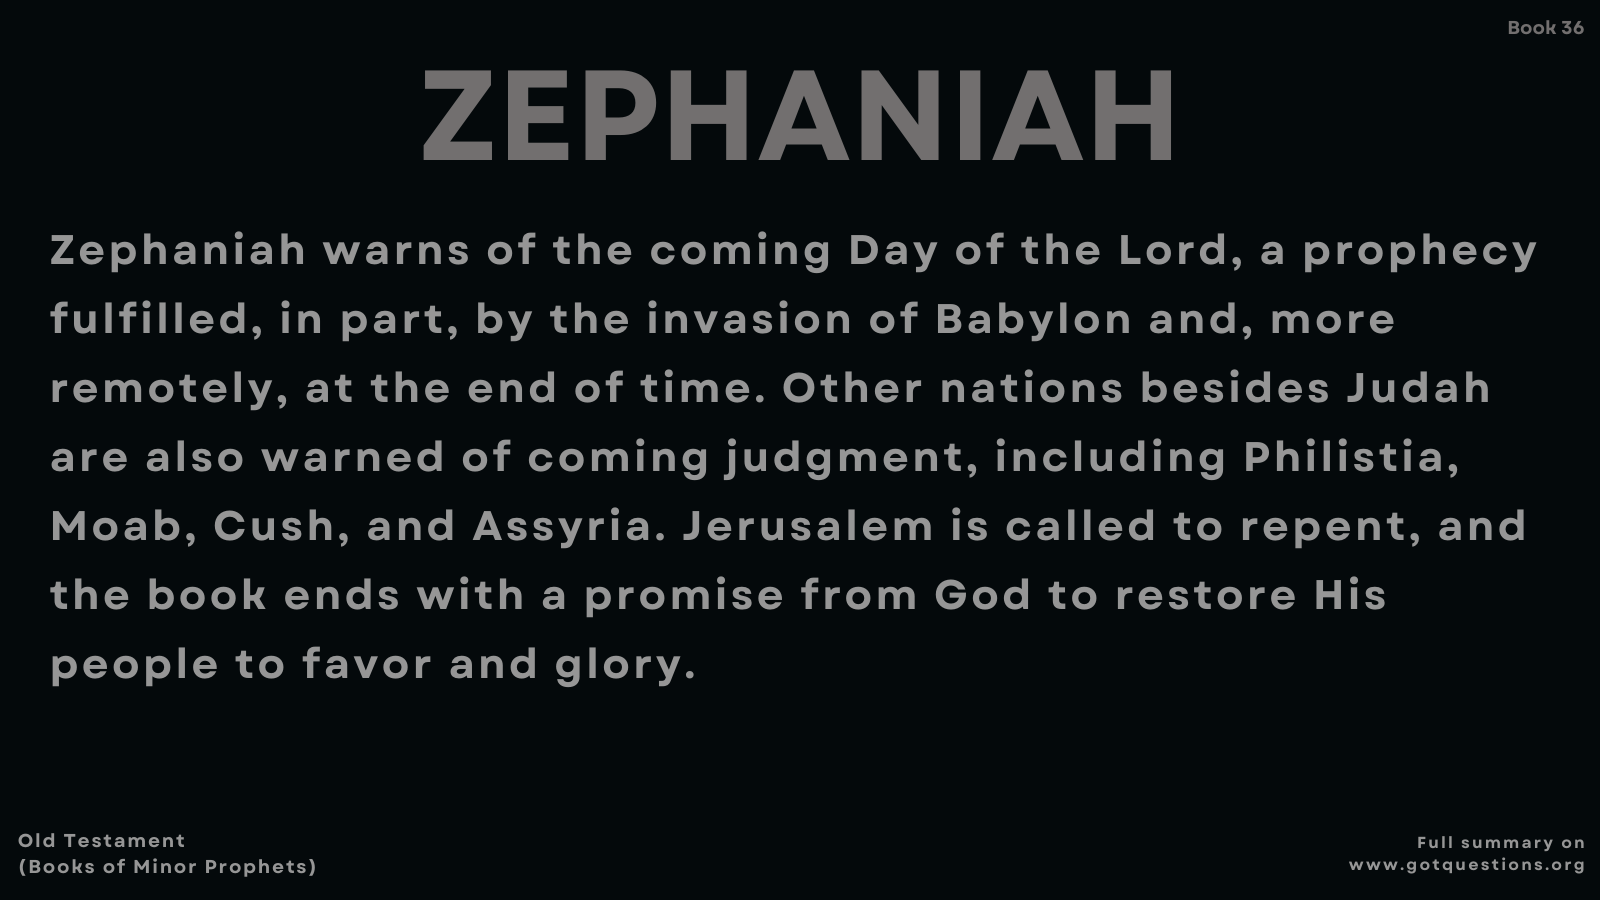 Book 36
ZEPHANIAH
Zephaniah warns of the coming Day of the Lord, a prophecy
fulfilled, in part, by the invasion of Babylon and, more
remotely, at the end of time. Other nations besides Judah
are also warned of coming judgment, including Philistia,
Moab, Cush, and Assyria. Jerusalem is called to repent, and
the book ends with a promise from God to restore His
people to favor and glory.
Old Testament
(Books of Minor Prophets)
Full summary on
www.gotquestions.org